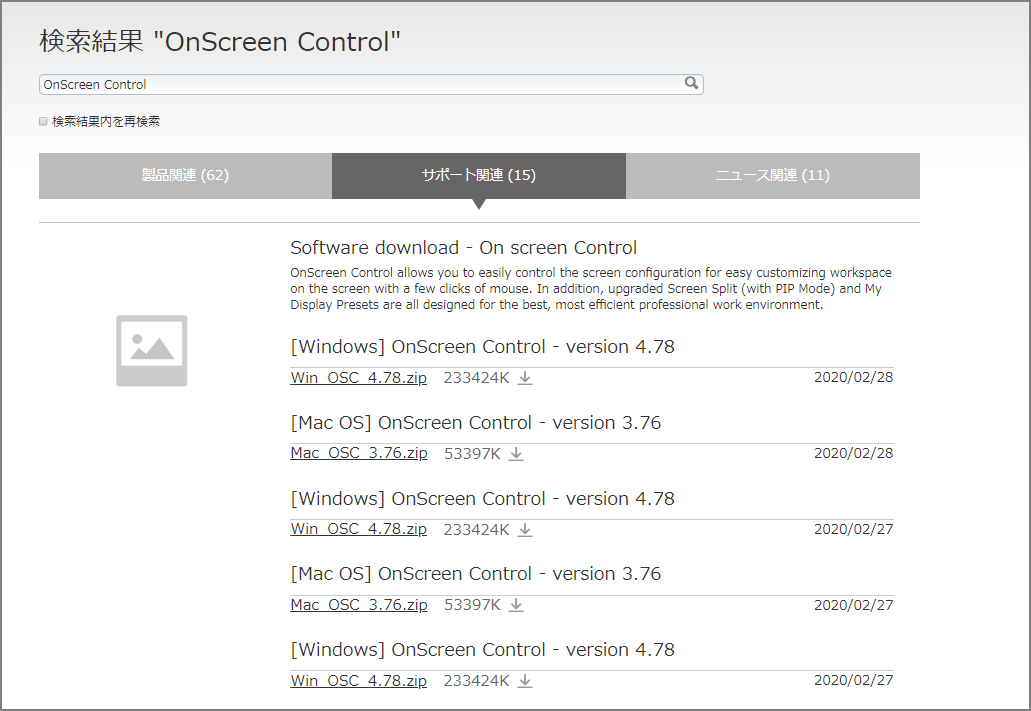 検索結果 "OnScreen Control"
OnScreen Control
検索結果内を再検索
製品関連 (62)
サポート関連 (15)
ニュース関連 (11)
Software download - On screen Control
OnScreen Control allows you to easily control the screen configuration for easy customizing workspace
on the screen with a few clicks of mouse. In addition, upgraded Screen Split (with PIP Mode) and My
Display Presets are all designed for the best, most efficient professional work environment.
[Windows] OnScreen Control - version 4.78
Win_OSC_4.78.zip 233424K 2020/02/28
[Mac OS] OnScreen Control - version 3.76
Mac_OSC_3.76.zip 53397K 2020/02/28
[Windows] OnScreen Control - version 4.78
Win_OSC_4.78.zip 233424K 2020/02/27
[Mac OS] OnScreen Control - version 3.76
Mac_OSC_3.76.zip 53397K 2020/02/27
[Windows] OnScreen Control - version 4.78
Win_OSC_4.78.zip 233424K 2020/02/27